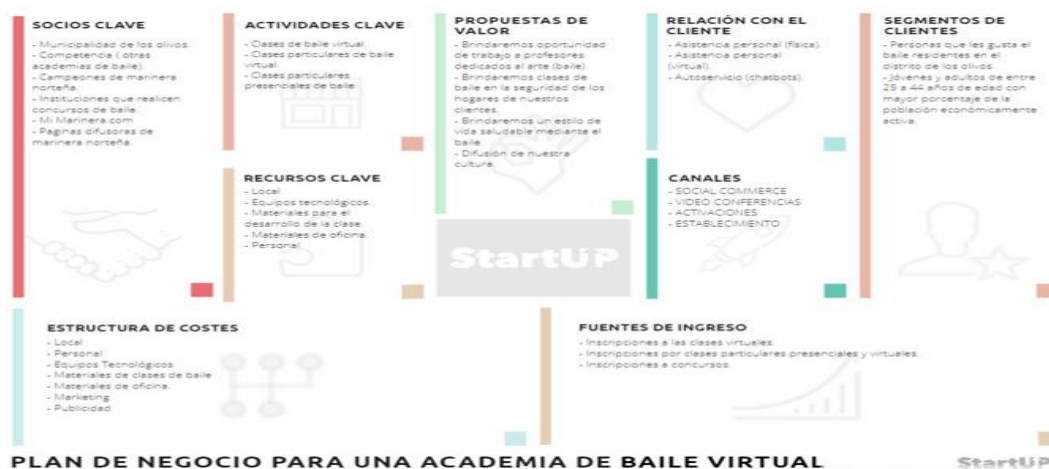 SOCIOS CLAVE
- Municipalidad de los olivos.
- Competencia ( otras
academias de baile).
- Campeones de marinera
norteña.
- Instituciones que realicen
concursos de baile.
- Mi Marinera.com
- Paginas difusoras de
marinera norteña.
ACTIVIDADES CLAVE
- Clases de baile virtual.
- Clases particulares de baile
virtual.
- Clases particulares
presenciales de baile
RECURSOS CLAVE
- Local
- Equipos tecnológicos.
- Materiales para el
desarrollo de la clase.
- Materiales de oficina.
- Personal
PROPUESTAS DE
VALOR
- Brindaremos oportunidad
de trabajo a profesores
dedicados al arte (baile)
- Brindaremos clases de
baile en la seguridad de los
hogares de nuestros
clientes.
- Brindaremos un estilo de
vida saludable mediante el
baile
- Difusión de nuestra
cultura.
StartUP
RELACIÓN CON EL
CLIENTE
- Asistencia personal (física).
- Asistencia personal
(virtual).
- Autoservicio (chatbots).
CANALES
- SOCIAL COMMERCE
- VIDEO CONFERENCIAS
- ACTIVACIONES
- ESTABLECIMIENTO
SEGMENTOS DE
CLIENTES
- Personas que les gusta el
baile residentes en el
distrito de los olivos.
- Jóvenes y adultos de entre
25 a 44 años de edad con
mayor porcentaje de la
población económicamente
activa.
ESTRUCTURA DE COSTES
- Local
- Personal
- Equipos Tecnológicos
- Materiales de clases de baile
- Materiales de oficina.
- Marketing
- Publicidad
FUENTES DE INGRESO
- Inscripciones a las clases virtuales.
- Inscripciones por clases particulares presenciales y virtuales.
- Inscripciones a concursos.
PLAN DE NEGOCIO PARA UNA ACADEMIA DE BAILE VIRTUAL
StartUP